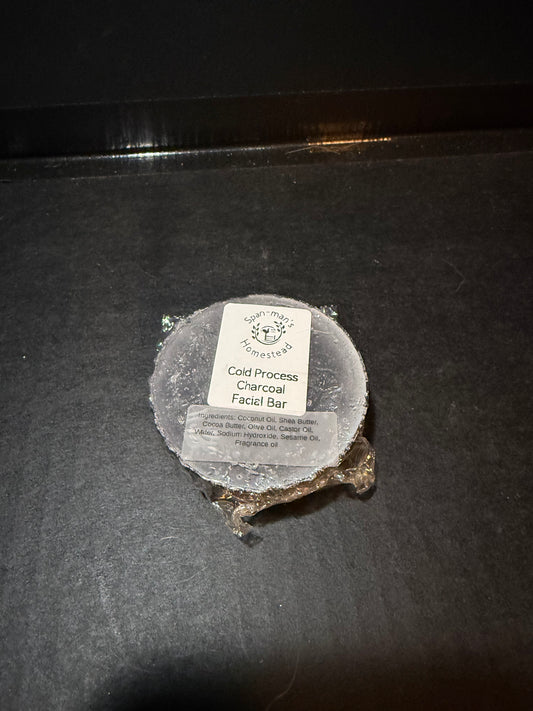 Span-man's
Homestead
Cold Process
Charcoal
Facial Bar
Ingredients: Coconut Oil, Shea Butter,
Cocoa Butter, Olive Oil, Castor Oil,
Water, Sodium Hydroxide, Sesame Oil,
Fragrance oil